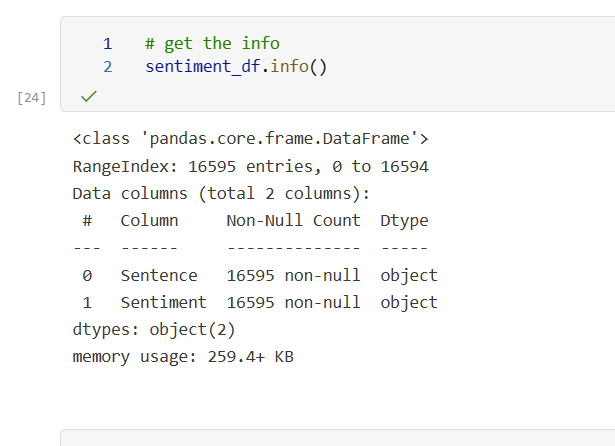 1 # get the info
2 sentiment_df.info()
[24]
<class 'pandas.core.frame.DataFrame'>
RangeIndex: 16595 entries, 0 to 16594
Data columns (total 2 columns):
 #   Column     Non-Null Count  Dtype
---  ------     --------------  -----
 0   Sentence   16595 non-null  object
 1   Sentiment  16595 non-null  object
dtypes: object(2)
memory usage: 259.4+ KB